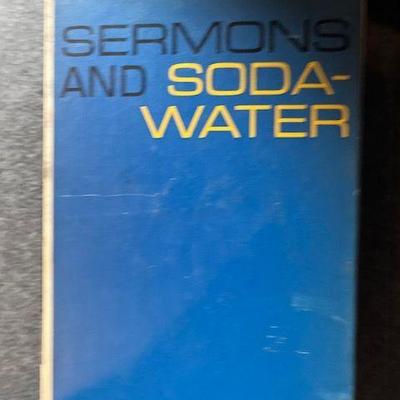 SERMONS
AND SODA-
WATER